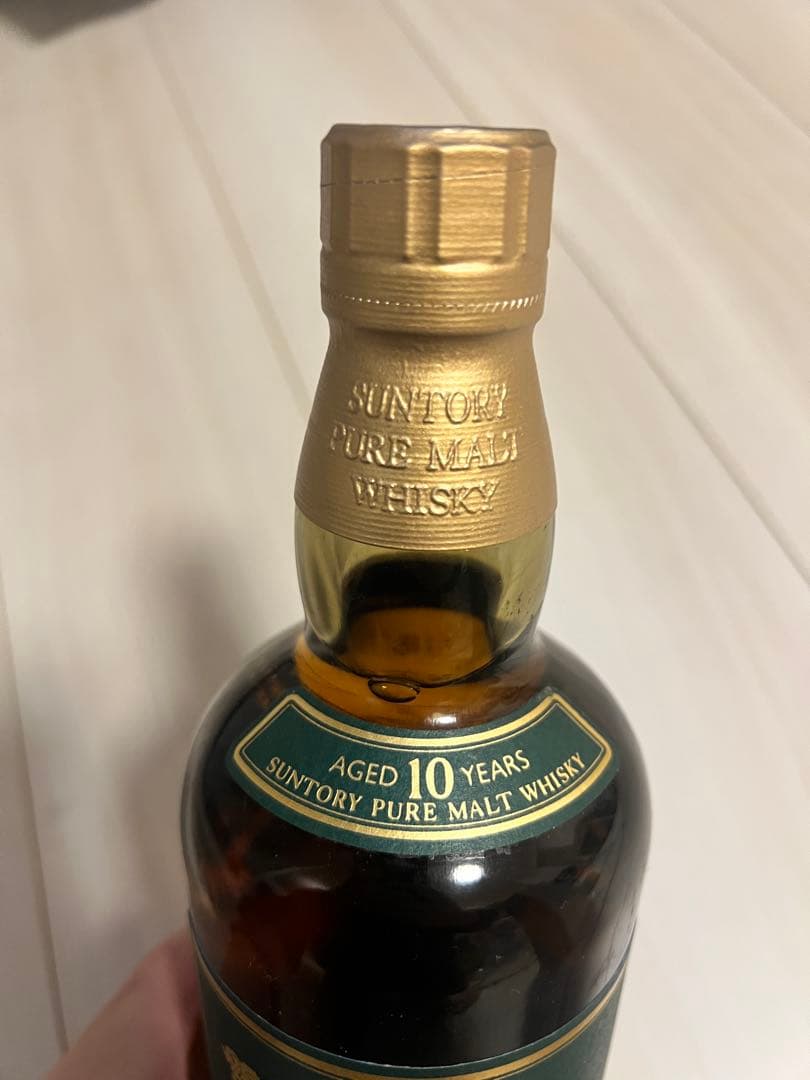 SUNTORY
PURE MALT
WHISKY
AGED 10 YEARS
SUNTORY PURE MALT WHISKY